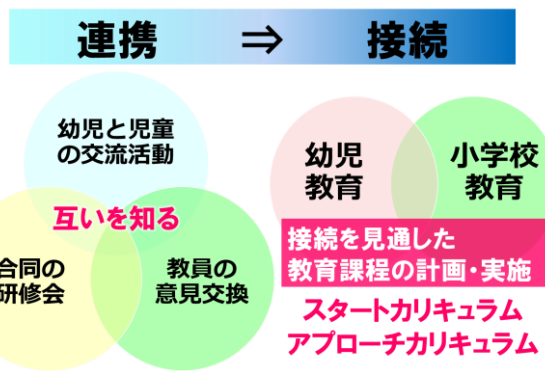 連携 ⇒ 接続
幼児と児童
の交流活動
互いを知る
合同の
研修会
教員の
意見交換
幼児
教育
小学校
教育
接続を見通した
教育課程の計画・実施
スタートカリキュラム
アプローチカリキュラム